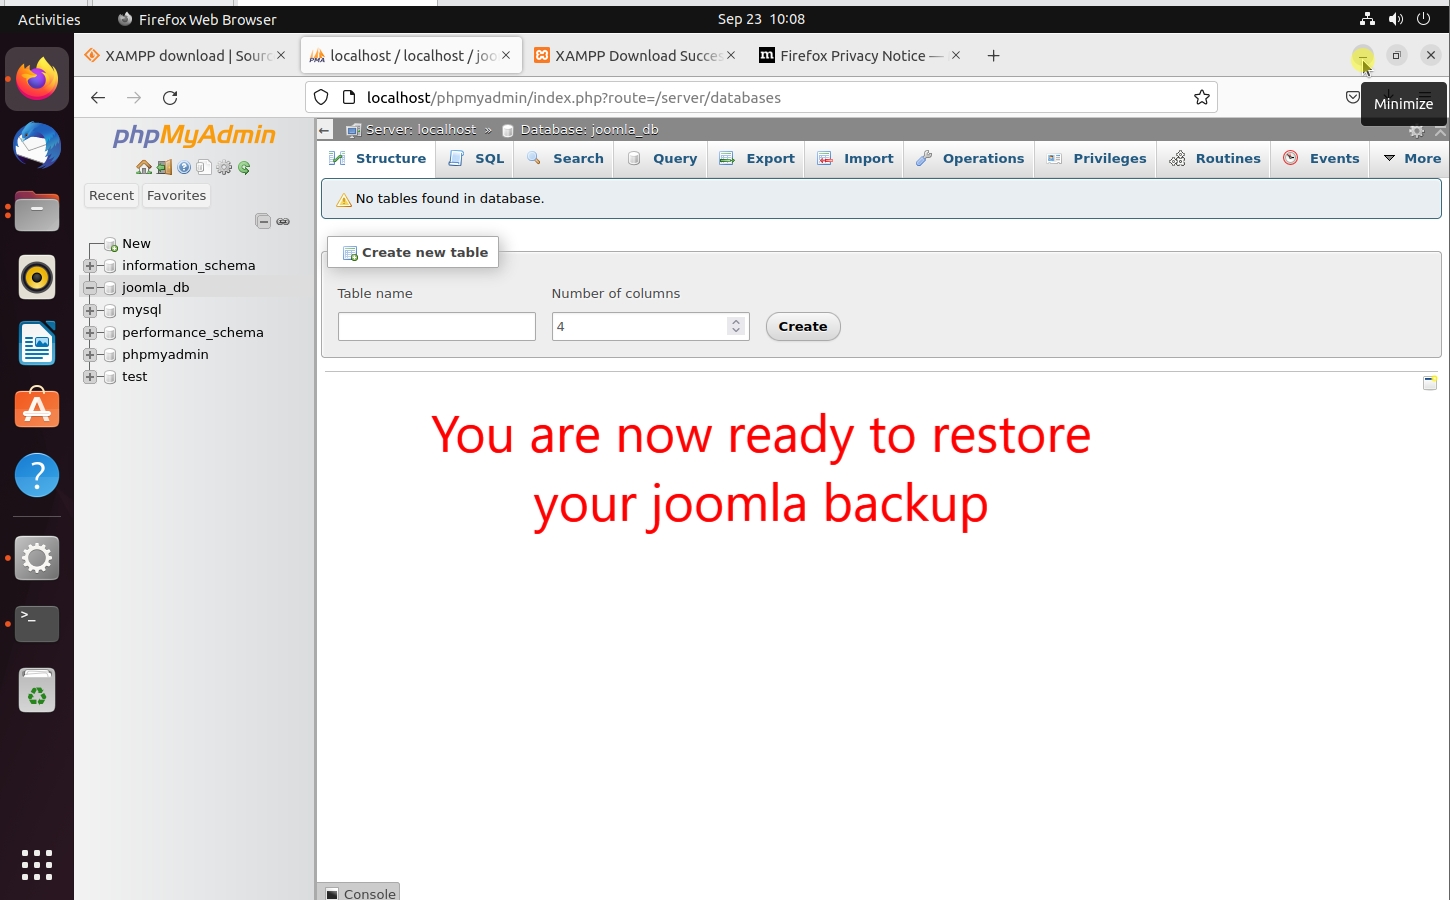 Activities
Firefox Web Browser
Sep 23 10:08
XAMPP download | Sourc
localhost / localhost / joo
XAMPP Download Succes
Firefox Privacy Notice —
localhost/phpmyadmin/index.php?route=/server/databases
Minimize
phpMyAdmin
Server: localhost » Database: joomla_db
Structure SQL Search Query Export Import Operations Privileges Routines Events More
Recent Favorites
No tables found in database.
New
information_schema
joomla_db
mysql
performance_schema
phpmyadmin
test
Create new table
Table name
Number of columns
4
Create
You are now ready to restore
your joomla backup
Console